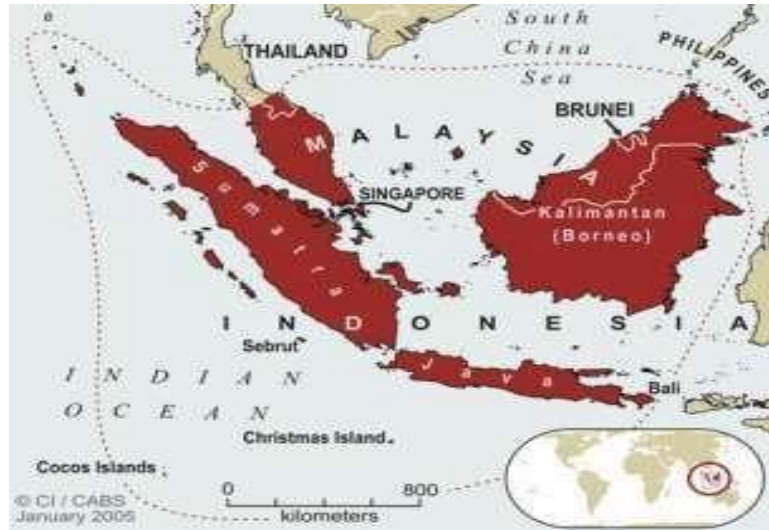 South
China
Sea
THAILAND
PHILIPPINES
BRUNEI
MALAYSIA
SINGAPORE
Sumatra
Kalimantan
(Borneo)
INDONESIA
Sebrut
Java
Bali
INDIAN
OCEAN
Christmas Island
Cocos Islands
0 800
kilometers
© CI / CABS
January 2005